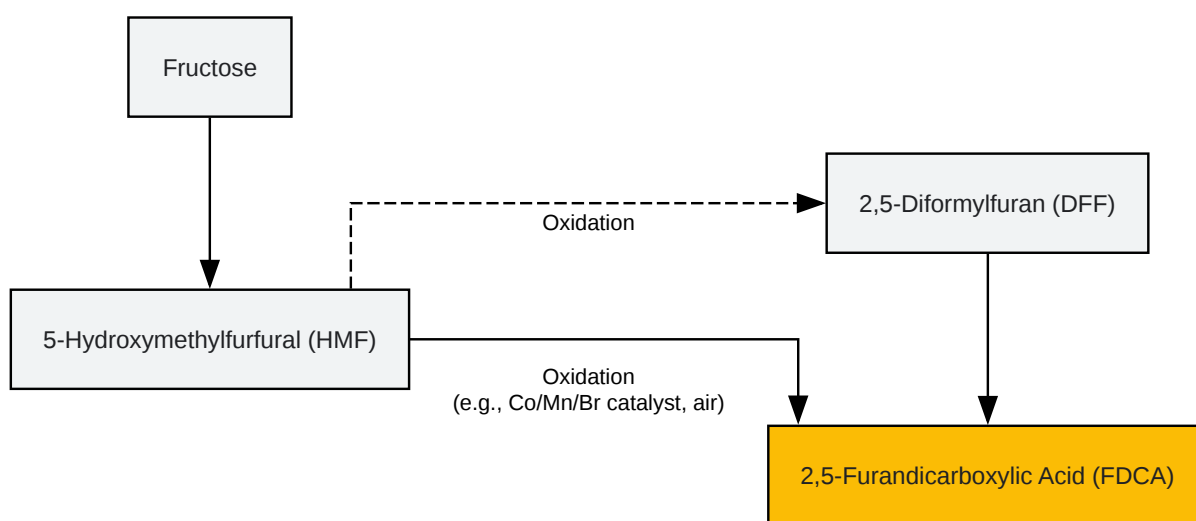 Fructose
2,5-Diformylfuran (DFF)
Oxidation
5-Hydroxymethylfurfural (HMF)
Oxidation
(e.g., Co/Mn/Br catalyst, air)
2,5-Furandicarboxylic Acid (FDCA)